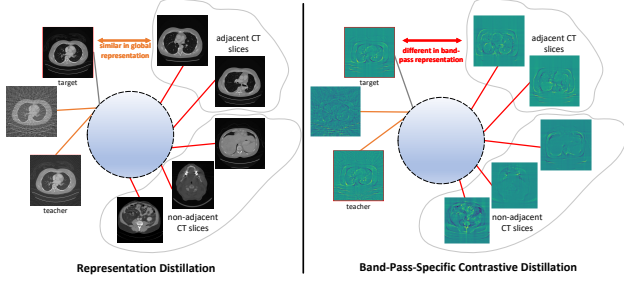 similar in global
representation
adjacent CT
slices
target
teacher
non-adjacent CT
slices
Representation Distillation
different in band-
pass representation
adjacent CT
slices
target
teacher
non-adjacent CT
slices
Band-Pass-Specific Contrastive Distillation